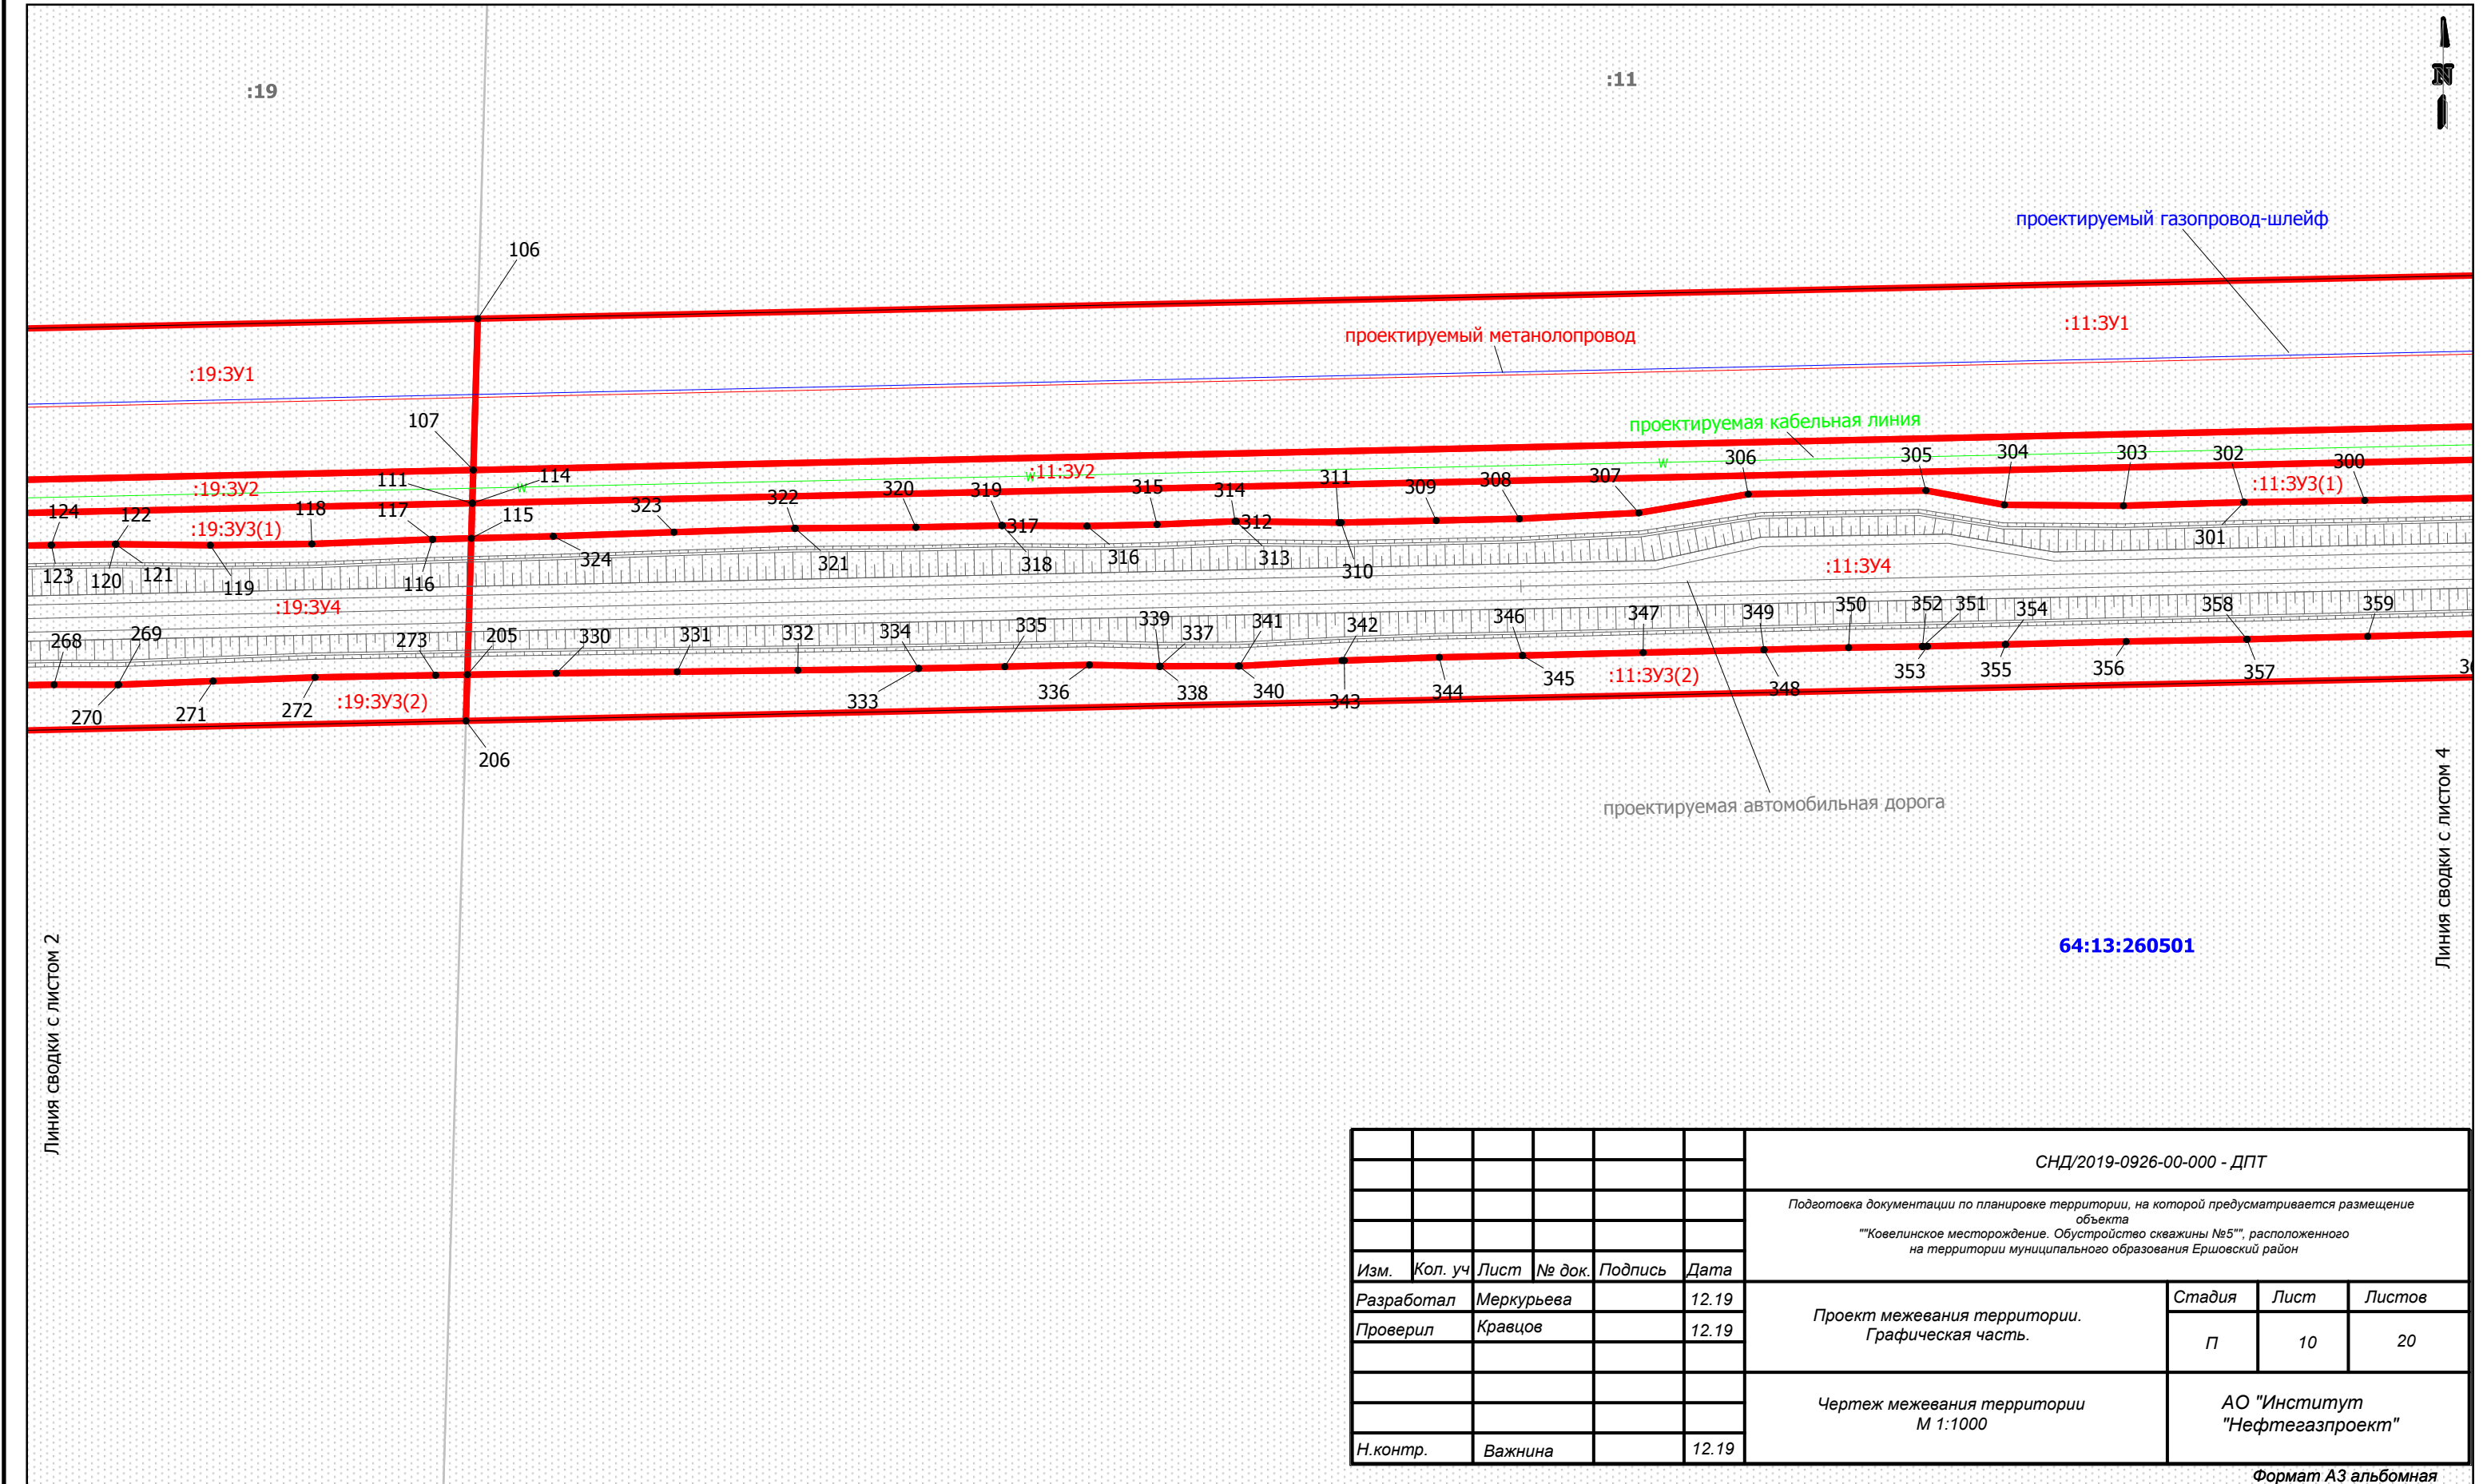 :19
:11
N
проектируемый газопровод-шлейф
106
:11:ЗУ1
проектируемый метанолопровод
:19:ЗУ1
107
проектируемая кабельная линия
111
114
:19:ЗУ2
W
:11:ЗУ2
W
W
306
305
304
303
302
300
:11:ЗУ3(1)
124
122
118
117
115
323
322
320
319
317
315
314
312
311
309
308
307
:19:ЗУ3(1)
123
120
121
119
116
324
321
318
316
313
310
301
:11:ЗУ4
:19:ЗУ4
268
269
273
205
330
331
332
334
335
339
337
341
342
346
347
349
350
352
351
354
358
359
270
271
272
:19:ЗУ3(2)
333
336
338
340
343
344
345
:11:ЗУ3(2)
348
353
355
356
357
206
проектируемая автомобильная дорога
Линия сводки с листом 2
Линия сводки с листом 4
64:13:260501
СНД/2019-0926-00-000 - ДПТ
Подготовка документации по планировке территории, на которой предусматривается размещение
объекта
""Ковелинское месторождение. Обустройство скважины №5"", расположенного
на территории муниципального образования Ершовский район
Изм. Кол. уч Лист № док. Подпись Дата
Разработал Меркурьева 12.19
Проверил Кравцов 12.19
Проект межевания территории.
Графическая часть.
Стадия Лист Листов
П 10 20
Чертеж межевания территории
М 1:1000
АО "Институт
"Нефтегазпроект"
Н.контр. Важнина 12.19
Формат А3 альбомная